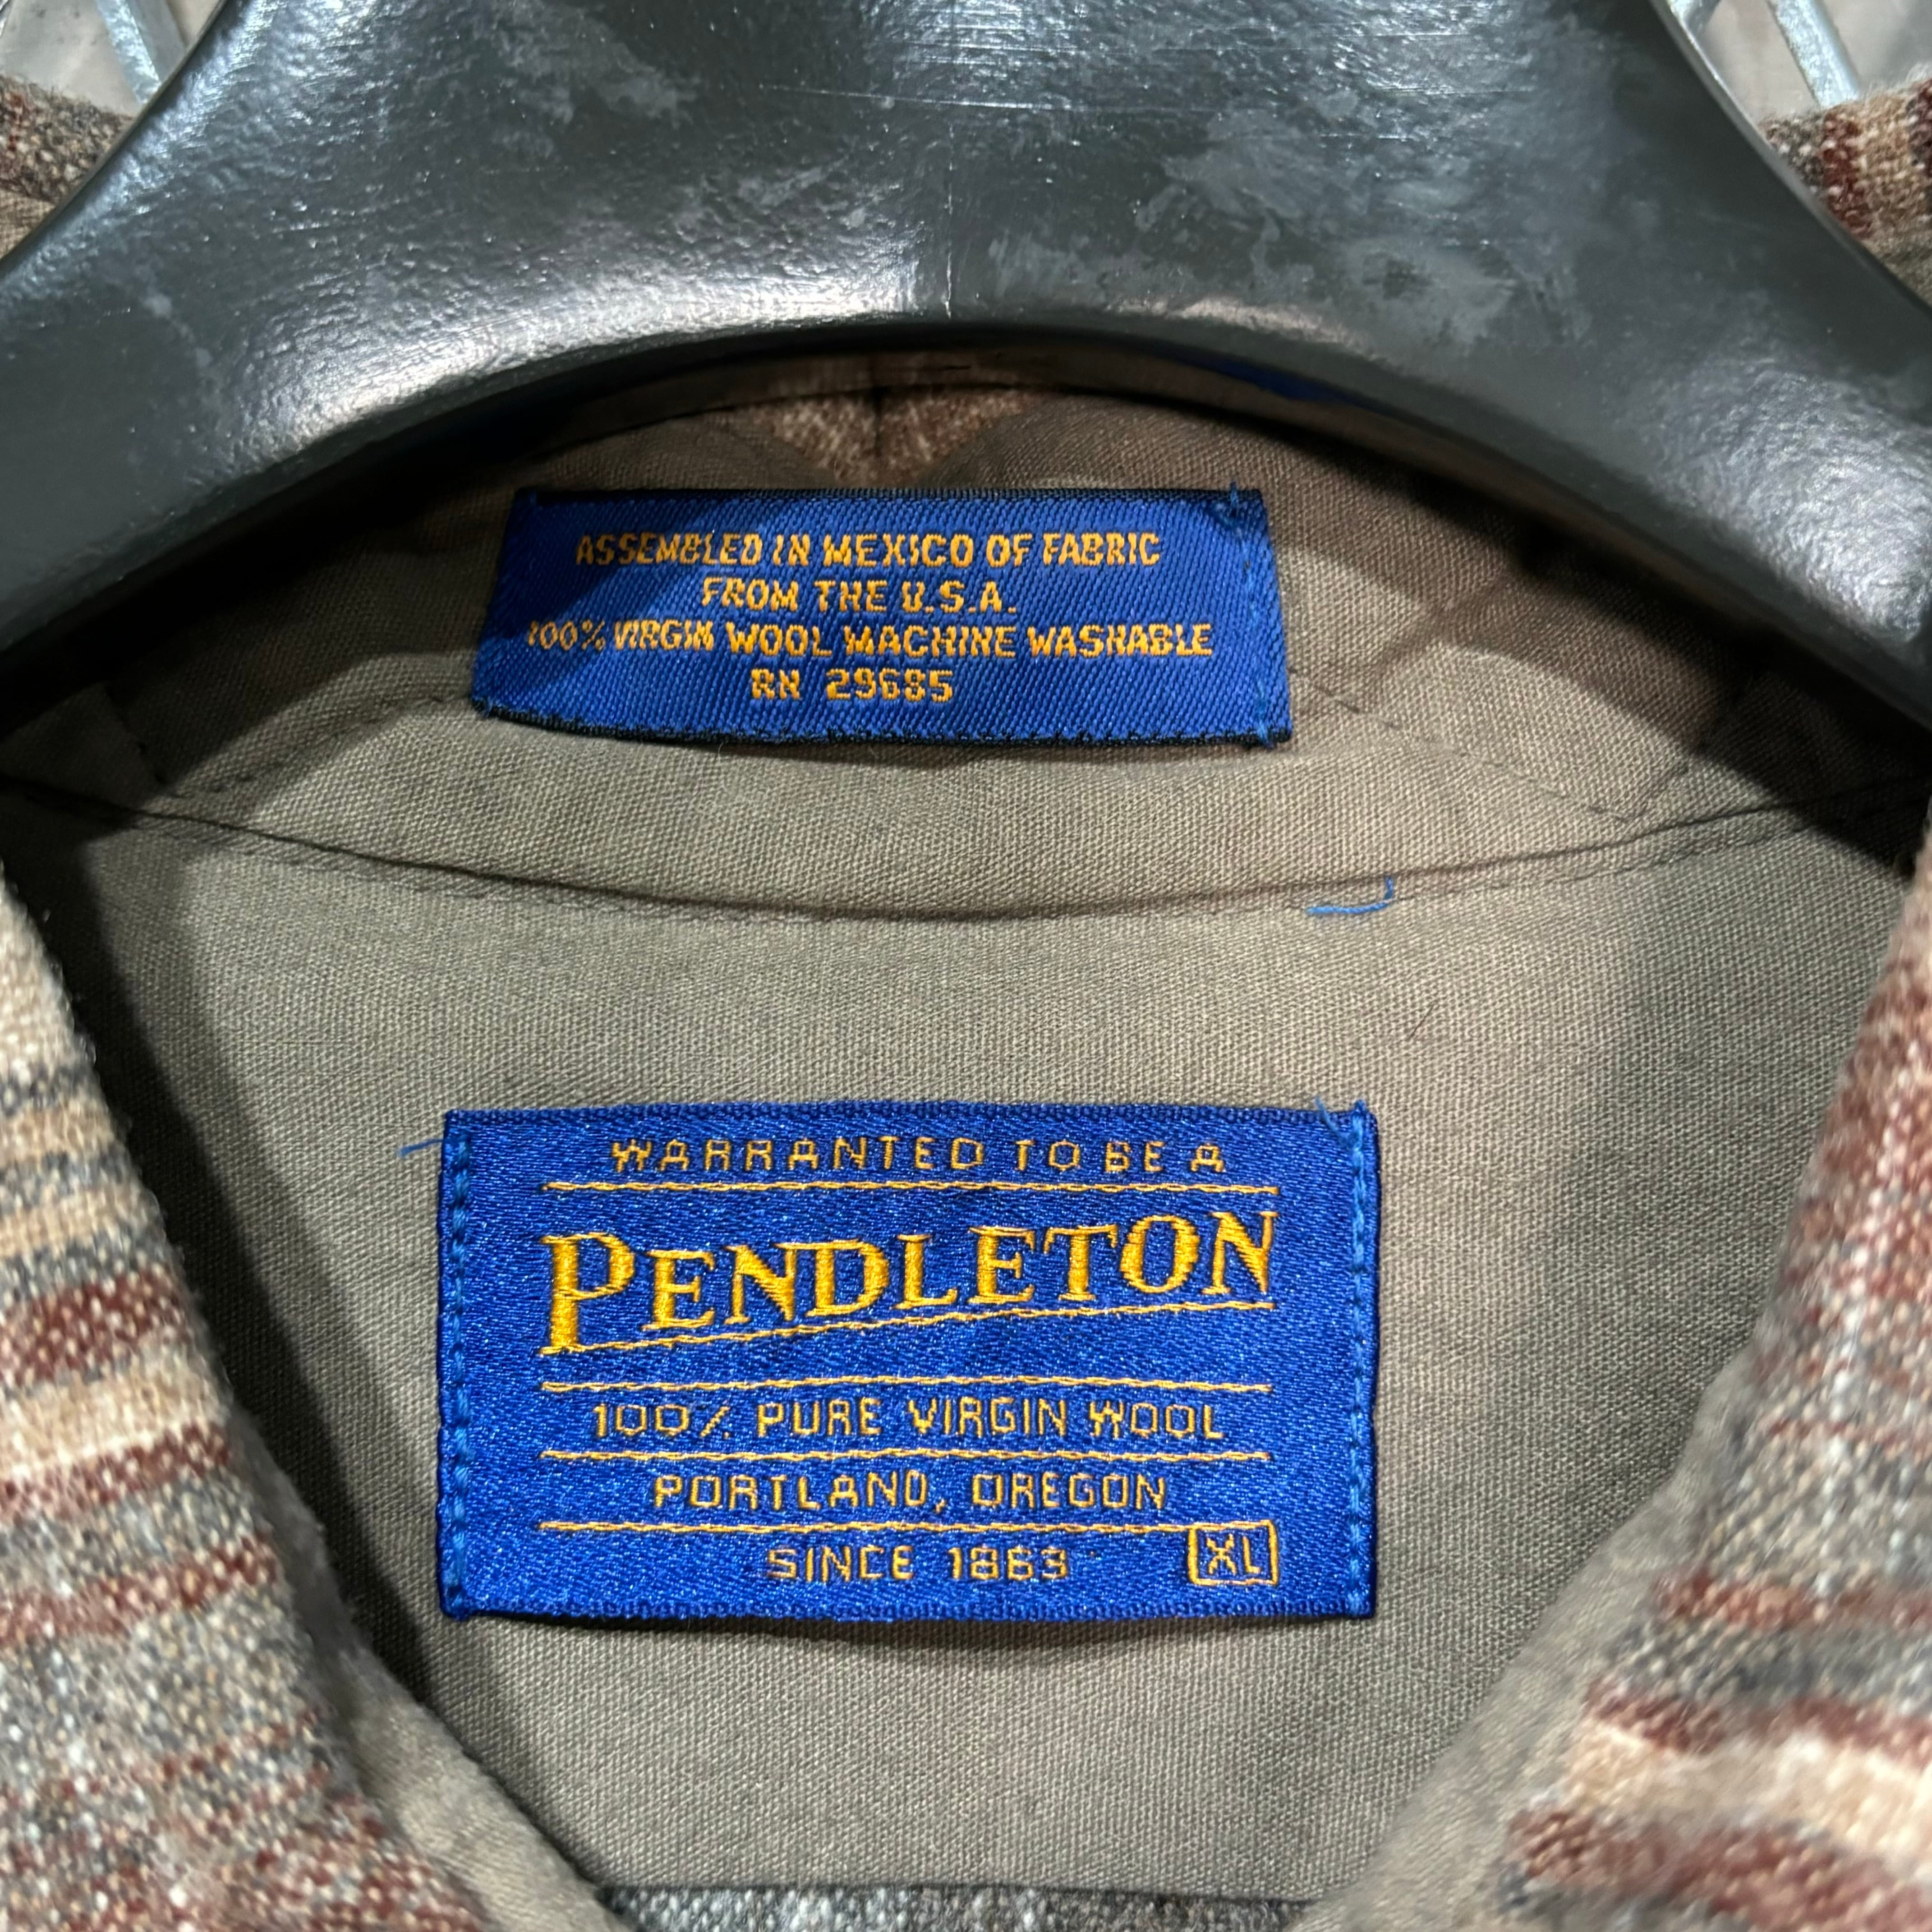 ASSEMBLED IN MEXICO OF FABRIC
FROM THE U.S.A.
100% VIRGIN WOOL MACHINE WASHABLE
RN 29685
WARRANTED TO BE A
PENDLETON
100% PURE VIRGIN WOOL
PORTLAND, OREGON
SINCE 1863 XL